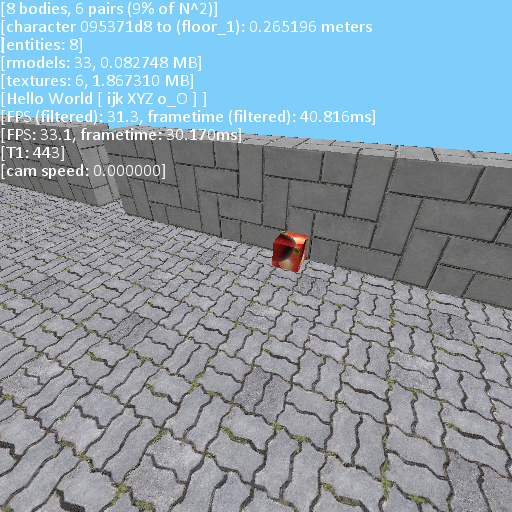 [8 bodies, 6 pairs (9% of N^2)]
[character 095371d8 to (floor_1): 0.265196 meters
[entities: 8]
[rmodels: 33, 0.082748 MB]
[textures: 6, 1.867310 MB]
[Hello World [ ijk XYZ o_O ] ]
[FPS (filtered): 31.3, frametime (filtered): 40.816ms]
[FPS: 33.1, frametime: 30.170ms]
[T1: 443]
[cam speed: 0.000000]